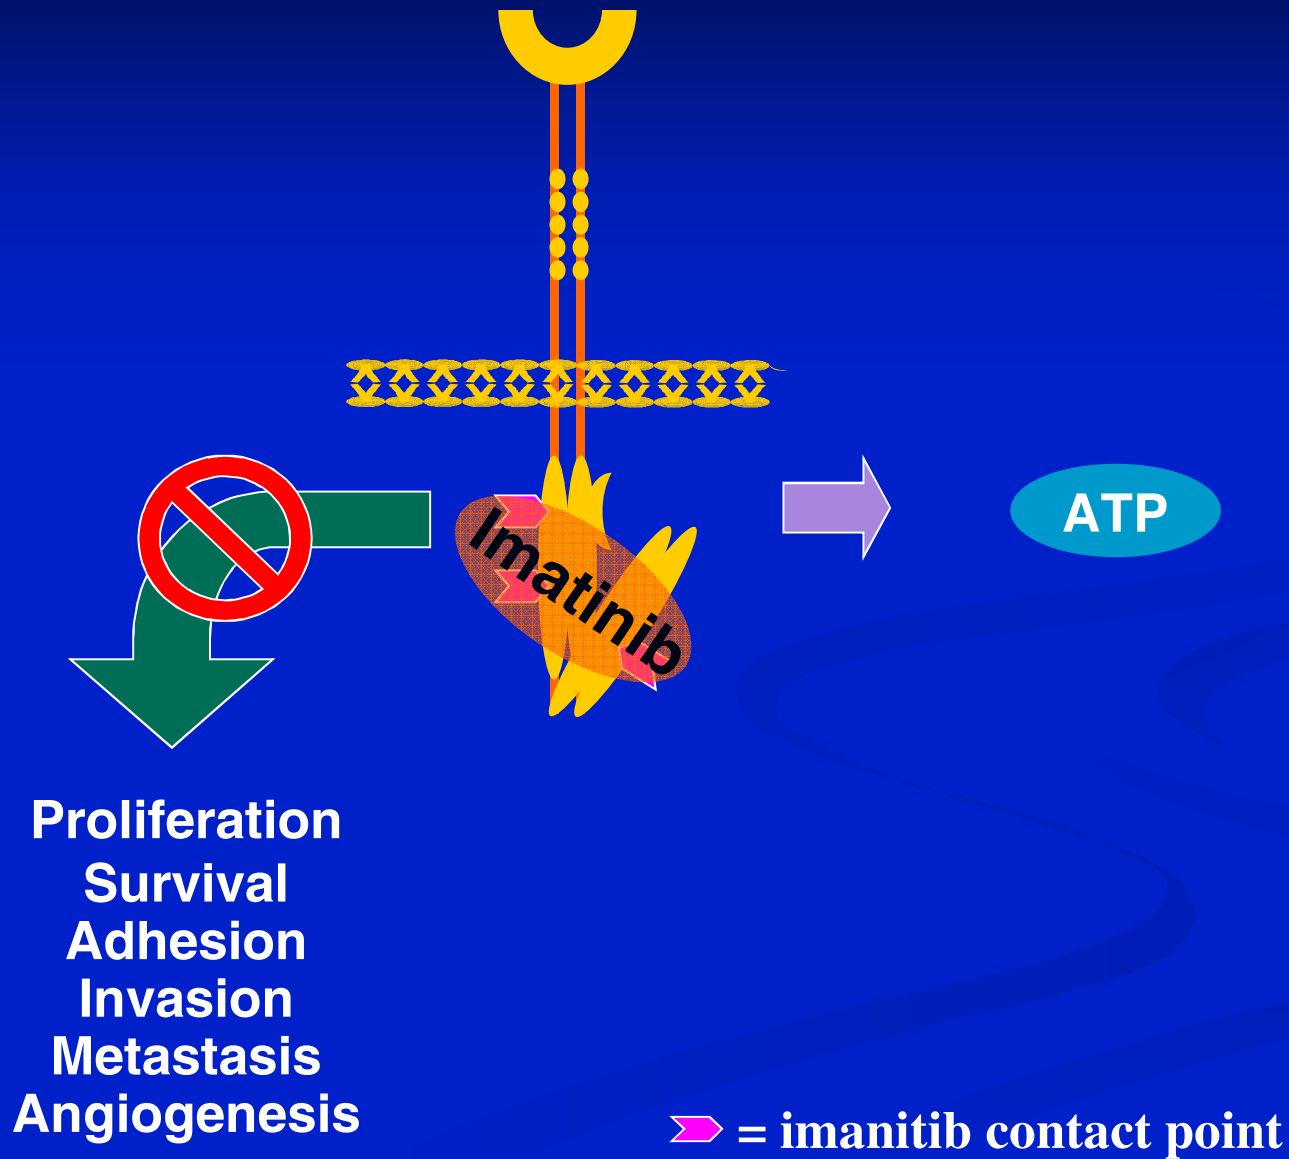 Imatinib
ATP
Proliferation
Survival
Adhesion
Invasion
Metastasis
Angiogenesis
= imanitib contact point